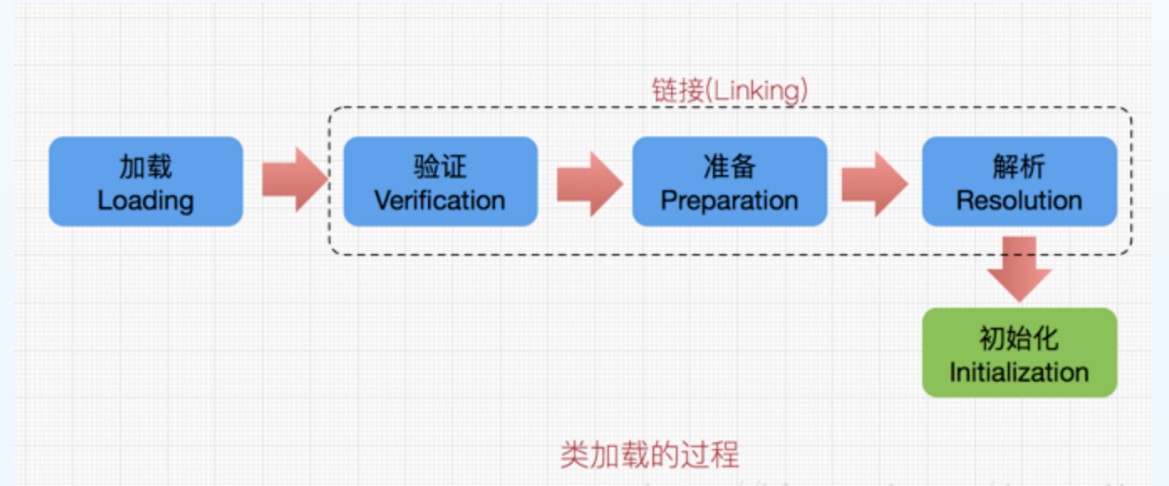 链接(Linking)
加载
Loading
验证
Verification
准备
Preparation
解析
Resolution
初始化
Initialization
类加载的过程